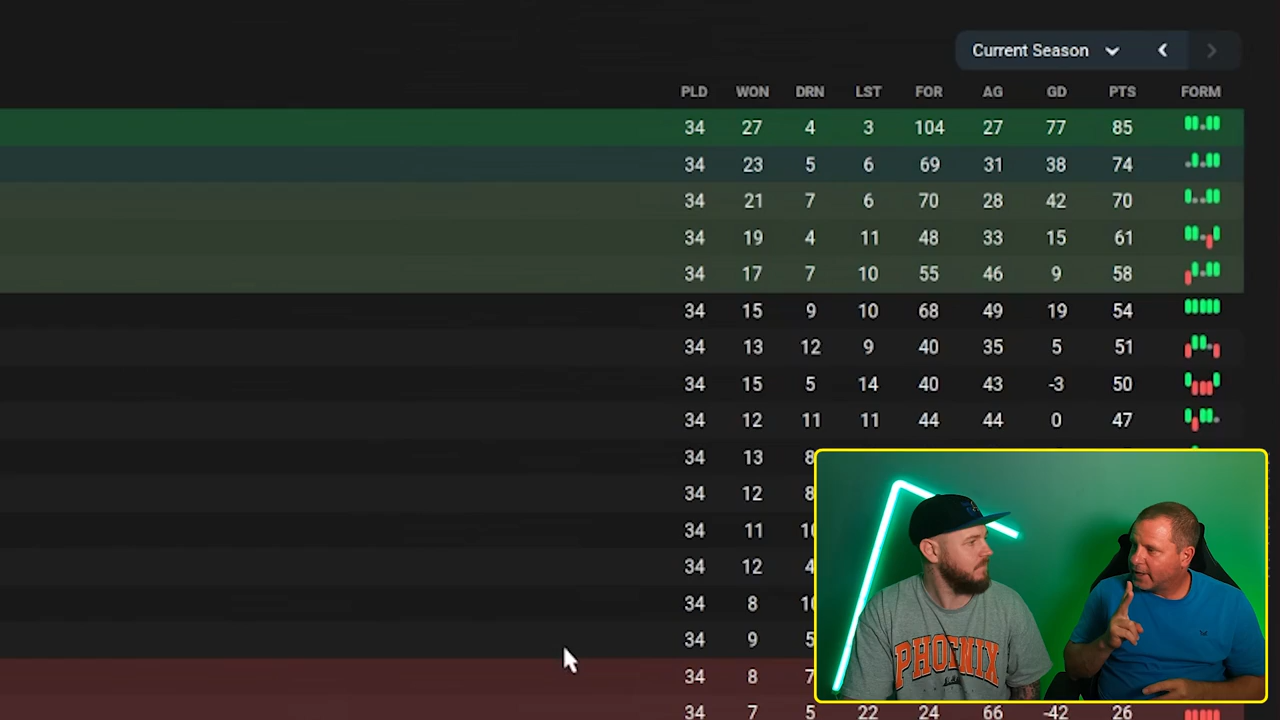 Current Season
PLD WON DRN LST FOR AG GD PTS FORM
34 27 4 3 104 27 77 85
34 23 5 6 69 31 38 74
34 21 7 6 70 28 42 70
34 19 4 11 48 33 15 61
34 17 7 10 55 46 9 58
34 15 9 10 68 49 19 54
34 13 12 9 40 35 5 51
34 15 5 14 40 43 -3 50
34 12 11 11 44 44 0 47
34 13 8
34 12 8
34 11
34 12 4
34 8
34 9 5
34 8 7
34 7 5 22 24 66 -42 26
PHOENIX